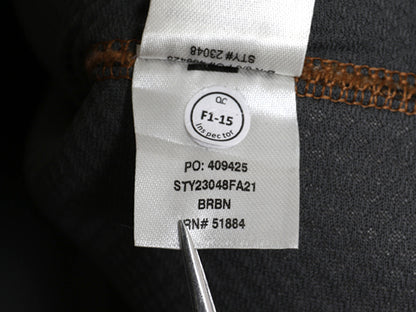 STY# 23048
QC
F1-15
Inspector
PO: 409425
STY23048FA21
BRBN
RN# 51884